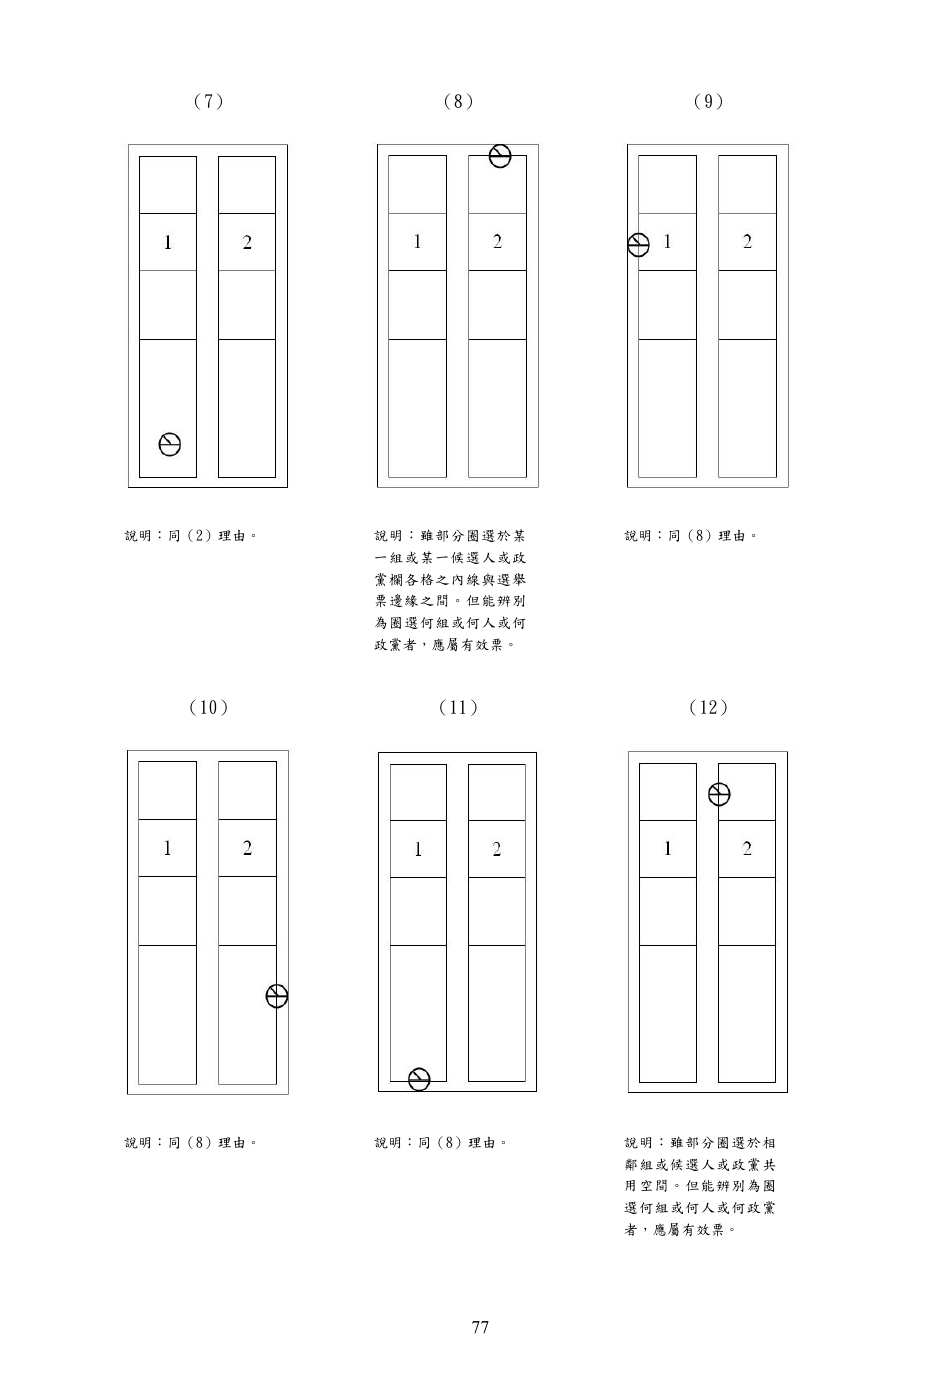 （7）
（8）
（9）
1 2
1 2
1 2
說明：同（2）理由。
說明：雖部分圈選於某
一組或某一候選人或政
黨欄各格之內線與選舉
票邊緣之間。但能辨別
為圈選何組或何人或何
政黨者，應屬有效票。
說明：同（8）理由。
（10）
（11）
（12）
1 2
1 2
1 2
說明：同（8）理由。
說明：同（8）理由。
說明：雖部分圈選於相
鄰組或候選人或政黨共
用空間。但能辨別為圈
選何組或何人或何政黨
者，應屬有效票。
77